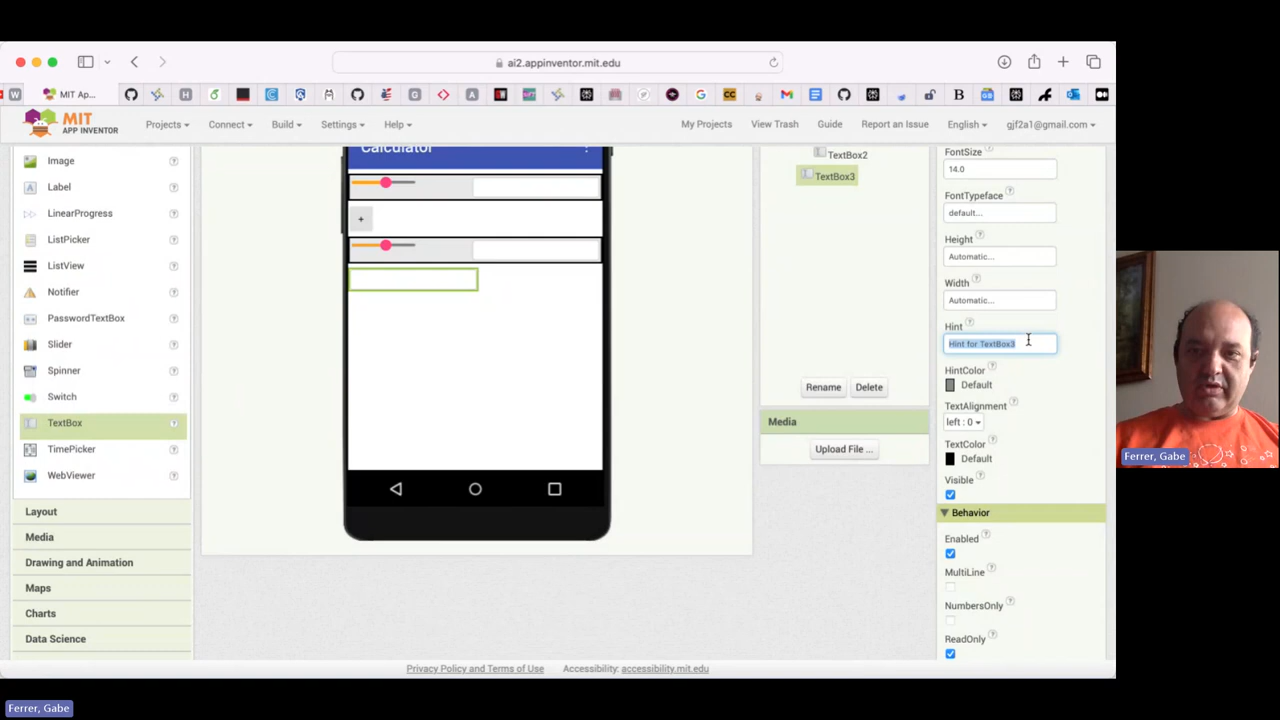 ai2.appinventor.mit.edu
W MIT Ap...
MIT
APP INVENTOR
Projects Connect Build Settings Help My Projects View Trash Guide Report an Issue English gjf2a1@gmail.com
Image
Label
LinearProgress
ListPicker
ListView
Notifier
PasswordTextBox
Slider
Spinner
Switch
TextBox
TimePicker
WebViewer
Layout
Media
Drawing and Animation
Maps
Charts
Data Science
Calculator
+
TextBox2
TextBox3
Rename Delete
Media
Upload File ...
FontSize
14.0
FontTypeface
default...
Height
Automatic...
Width
Automatic...
Hint
Hint for TextBox3
HintColor
Default
TextAlignment
left : 0
TextColor
Default
Visible
Behavior
Enabled
MultiLine
NumbersOnly
ReadOnly
Privacy Policy and Terms of Use Accessibility: accessibility.mit.edu
Ferrer, Gabe
Ferrer, Gabe